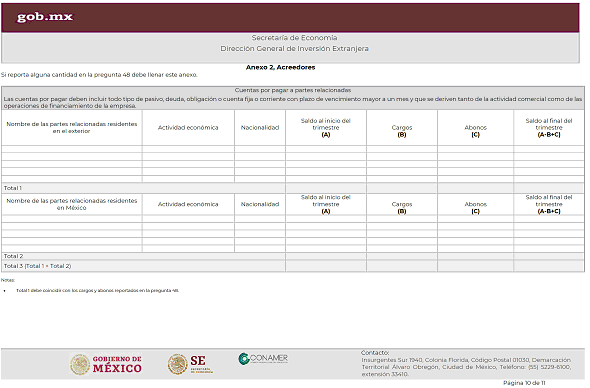 gob.mx
Secretaría de Economía
Dirección General de Inversión Extranjera
Anexo 2, Acreedores
Si reporta alguna cantidad en la pregunta 48 debe llenar este anexo.
Cuentas por pagar a partes relacionadas
Las cuentas por pagar deben incluir todo tipo de pasivo, deuda, obligación o cuenta fija o corriente con plazo de vencimiento mayor a un mes y que se deriven tanto de la actividad comercial como de las
operaciones de financiamiento de la empresa.
Nombre de las partes relacionadas residentes en el exterior Actividad económica Nacionalidad Saldo al inicio del trimestre (A) Cargos (B) Abonos (C) Saldo al final del trimestre (A-B+C)
Total 1
Nombre de las partes relacionadas residentes en México Actividad económica Nacionalidad Saldo al inicio del trimestre (A) Cargos (B) Abonos (C) Saldo al final del trimestre (A-B+C)
Total 2
Total 3 (Total 1 + Total 2)
Notas:
• Total 1 debe coincidir con los cargos y abonos reportados en la pregunta 48.
GOBIERNO DE
MÉXICO
SE
CONAMER
Contacto:
Insurgentes Sur 1940, Colonia Florida, Código Postal 01030, Demarcación
Territorial Álvaro Obregón, Ciudad de México, Teléfono: (55) 5229-6100,
extensión 33410.
Página 10 de 11